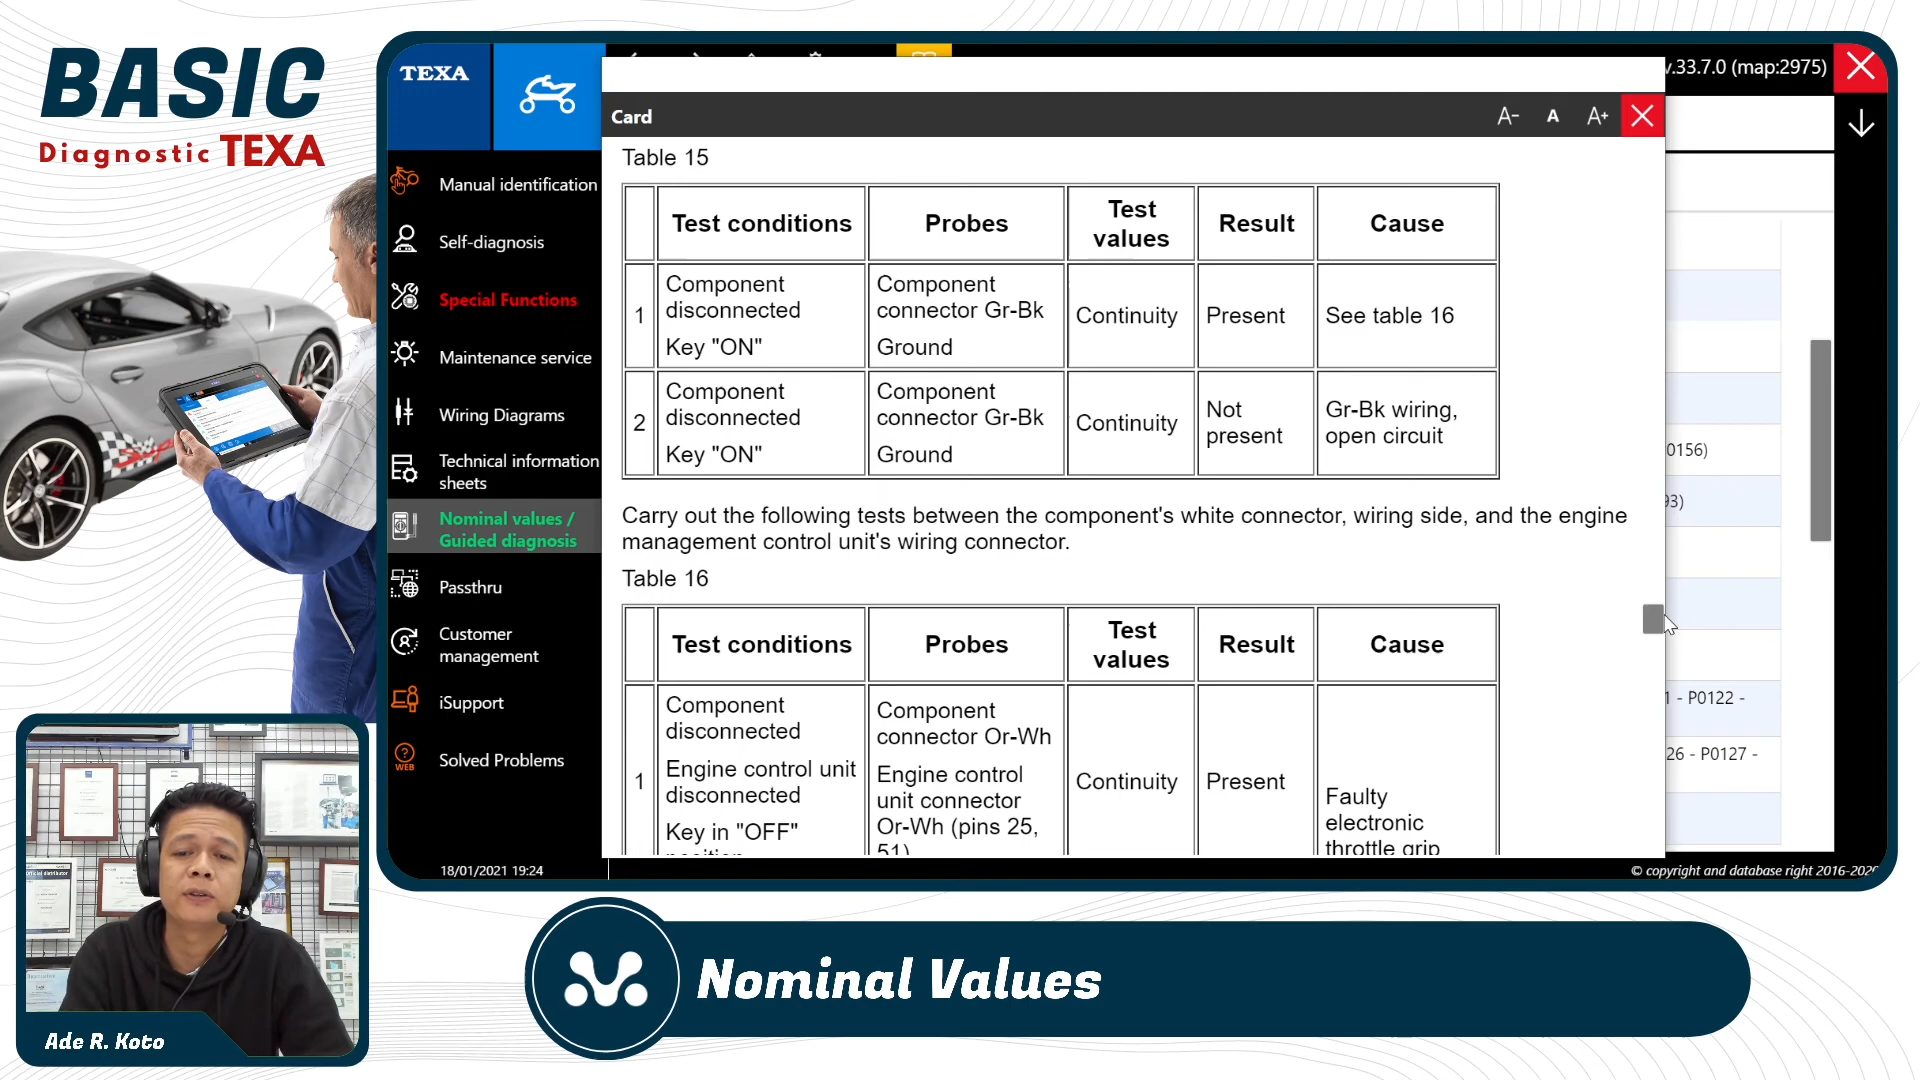 BASIC
Diagnostic TEXA
TEXA
v.33.7.0 (map:2975)
Card
A-
A
A+
Manual identification
Self-diagnosis
Special Functions
Maintenance service
Wiring Diagrams
Technical information
sheets
Nominal values /
Guided diagnosis
Passthru
Customer
management
iSupport
WEB
Solved Problems
18/01/2021 19:24
Table 15
Test conditions
Probes
Test
values
Result
Cause
1
Component
disconnected
Key "ON"
Component
connector Gr-Bk
Ground
Continuity
Present
See table 16
2
Component
disconnected
Key "ON"
Component
connector Gr-Bk
Ground
Continuity
Not
present
Gr-Bk wiring,
open circuit
Carry out the following tests between the component's white connector, wiring side, and the engine
management control unit's wiring connector.
Table 16
Test conditions
Probes
Test
values
Result
Cause
1
Component
disconnected
Engine control unit
disconnected
Key in "OFF"
position
Component
connector Or-Wh
Engine control
unit connector
Or-Wh (pins 25,
51)
Continuity
Present
Faulty
electronic
throttle grip
0156)
93)
1 - P0122 -
26 - P0127 -
© copyright and database right 2016-202
Nominal Values
Ade R. Koto